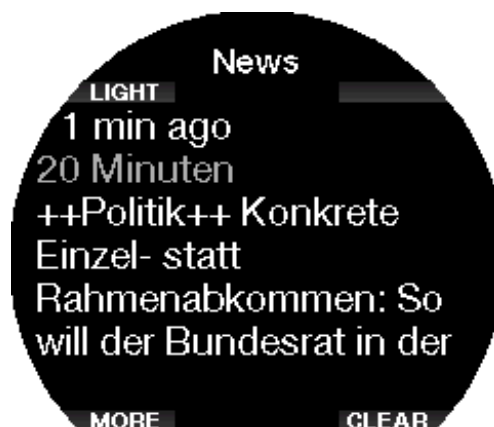 News
LIGHT
1 min ago
20 Minuten
++Politik++ Konkrete
Einzel- statt
Rahmenabkommen: So
will der Bundesrat in der
MORE CLEAR